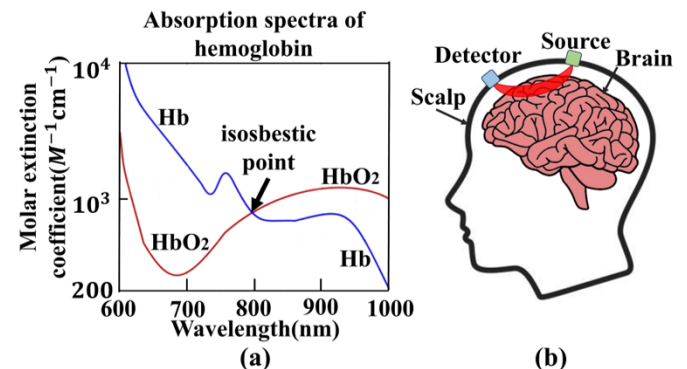 Absorption spectra of
hemoglobin
Molar extinction
coefficient(M⁻¹cm⁻¹)
10⁴
10³
200
Hb
isosbestic
point
HbO₂
HbO₂
Hb
600 700 800 900 1000
Wavelength(nm)
(a)
Detector
Source
Brain
Scalp
(b)